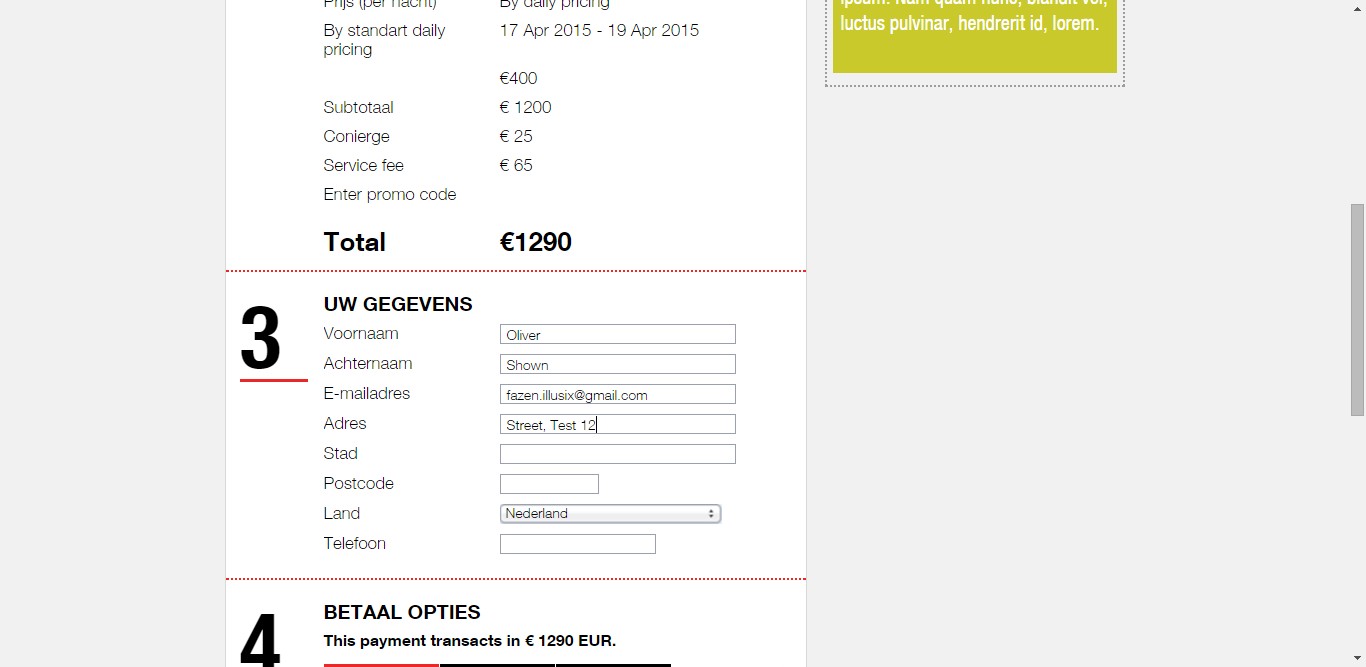 Prijs (per nacht) By daily pricing
By standart daily pricing 17 Apr 2015 - 19 Apr 2015
€400
Subtotaal € 1200
Conierge € 25
Service fee € 65
Enter promo code
Total €1290
3
UW GEGEVENS
Voornaam Oliver
Achternaam Shown
E-mailadres fazen.illusix@gmail.com
Adres Street, Test 12
Stad
Postcode
Land Nederland
Telefoon
4
BETAAL OPTIES
This payment transacts in € 1290 EUR.
ipsum. Nam quam nunc, blandit vel,
luctus pulvinar, hendrerit id, lorem.